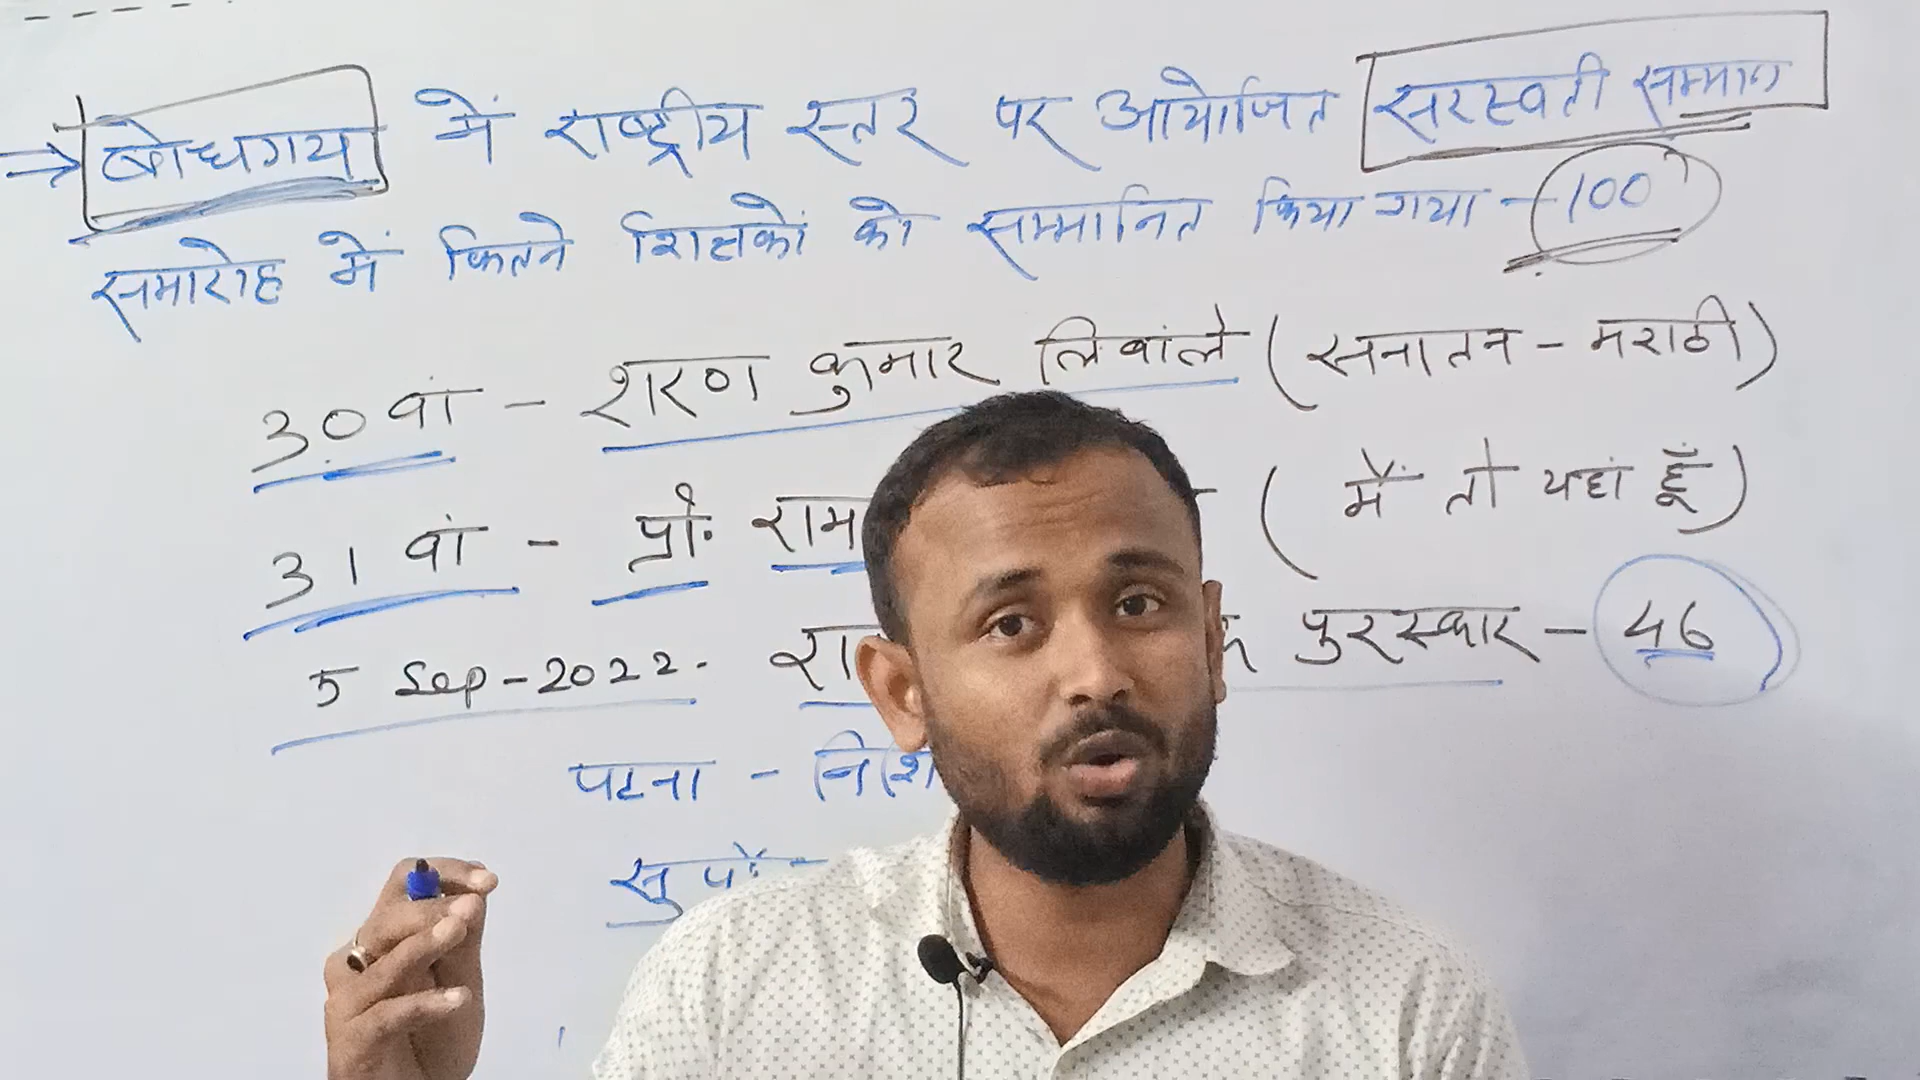 → बोधगया में राष्ट्रीय स्तर पर आयोजित सरस्वती सम्मान
समारोह में कितने शिक्षकों को सम्मानित किया गया - 100
30 वां - शरण कुमार लिंबाले (सनातन - मराठी)
31 वां - प्रो. राम (मैं तो यहां हूँ)
5 Sep-2022. रा पुरस्कार - 46
पटना - निशि
सु